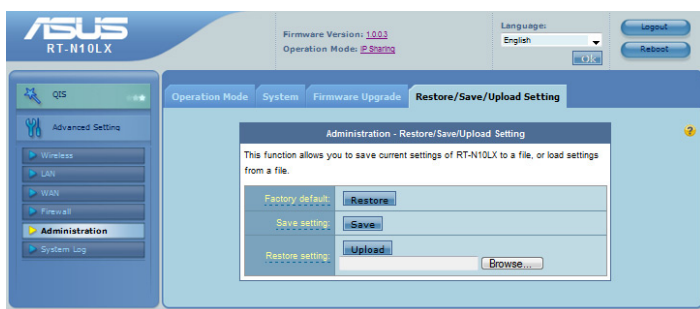 ASUS
RT-N10LX
Firmware Version: 1.0.0.3
Operation Mode: IP Sharing
Language:
English
OK
Logout
Reboot
QIS
Advanced Setting
Wireless
LAN
WAN
Firewall
Administration
System Log
Operation Mode
System
Firmware Upgrade
Restore/Save/Upload Setting
Administration - Restore/Save/Upload Setting
This function allows you to save current settings of RT-N10LX to a file, or load settings
from a file.
Factory default:
Restore
Save setting:
Save
Restore setting:
Upload
Browse...
?